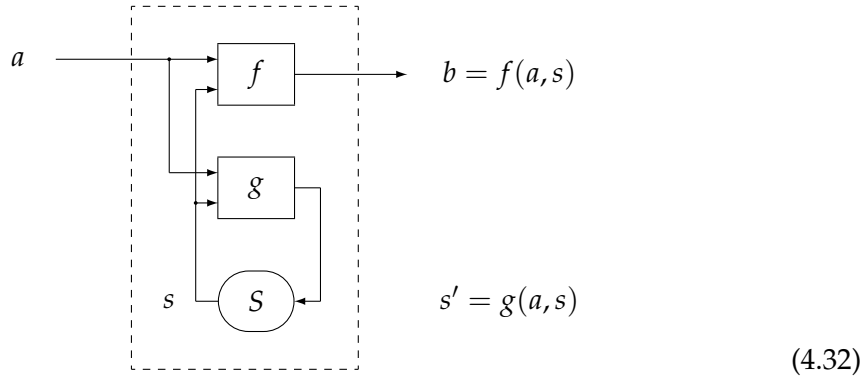 a
f
b = f(a, s)
g
s
S
s′ = g(a, s)
(4.32)